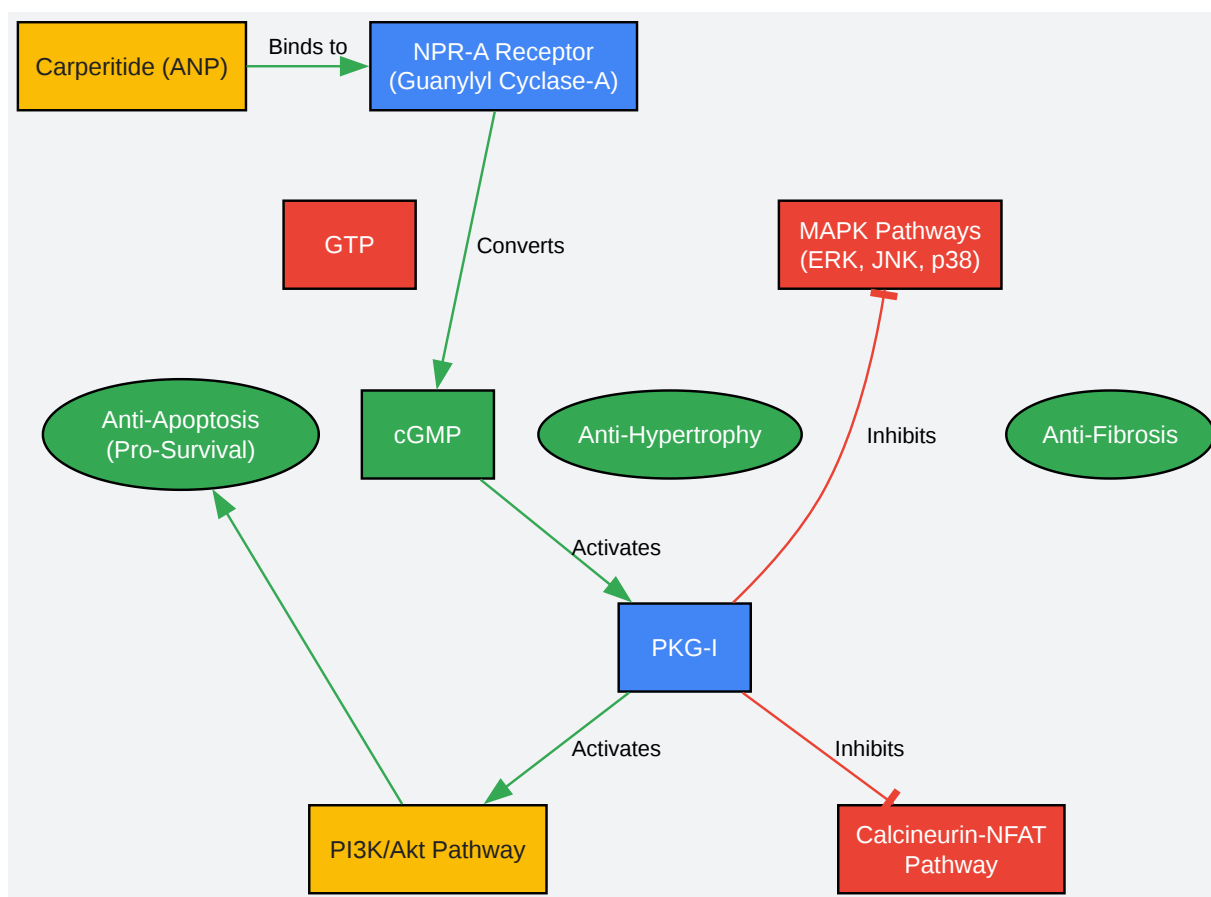 Carperitide (ANP)
Binds to
NPR-A Receptor
(Guanylyl Cyclase-A)
GTP
Converts
MAPK Pathways
(ERK, JNK, p38)
Anti-Apoptosis
(Pro-Survival)
cGMP
Anti-Hypertrophy
Inhibits
Anti-Fibrosis
Activates
PKG-I
Activates
Inhibits
PI3K/Akt Pathway
Calcineurin-NFAT
Pathway